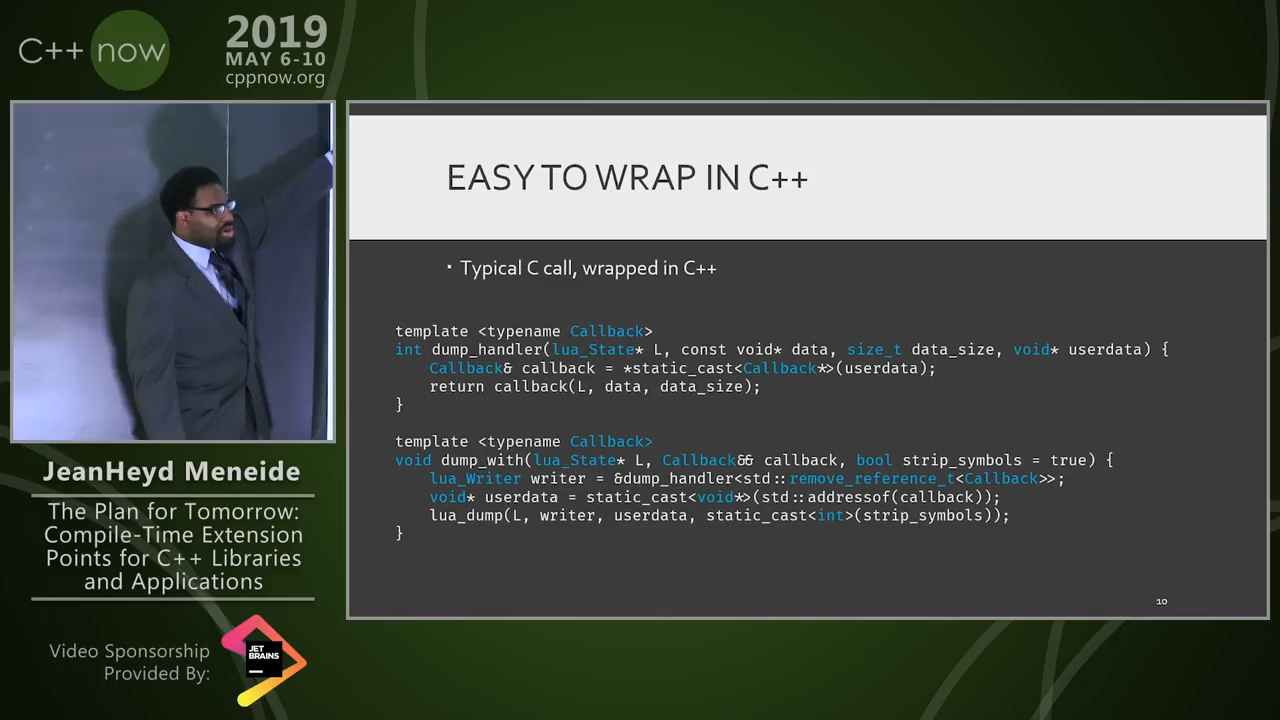 C++ now
2019
MAY 6-10
cppnow.org
EASY TO WRAP IN C++
▪ Typical C call, wrapped in C++
template <typename Callback>
int dump_handler(lua_State* L, const void* data, size_t data_size, void* userdata) {
Callback& callback = *static_cast<Callback*>(userdata);
return callback(L, data, data_size);
}
template <typename Callback>
void dump_with(lua_State* L, Callback&& callback, bool strip_symbols = true) {
lua_Writer writer = &dump_handler<std::remove_reference_t<Callback>>;
void* userdata = static_cast<void*>(std::addressof(callback));
lua_dump(L, writer, userdata, static_cast<int>(strip_symbols));
}
10
JeanHeyd Meneide
The Plan for Tomorrow:
Compile-Time Extension
Points for C++ Libraries
and Applications
Video Sponsorship
Provided By:
JET
BRAINS